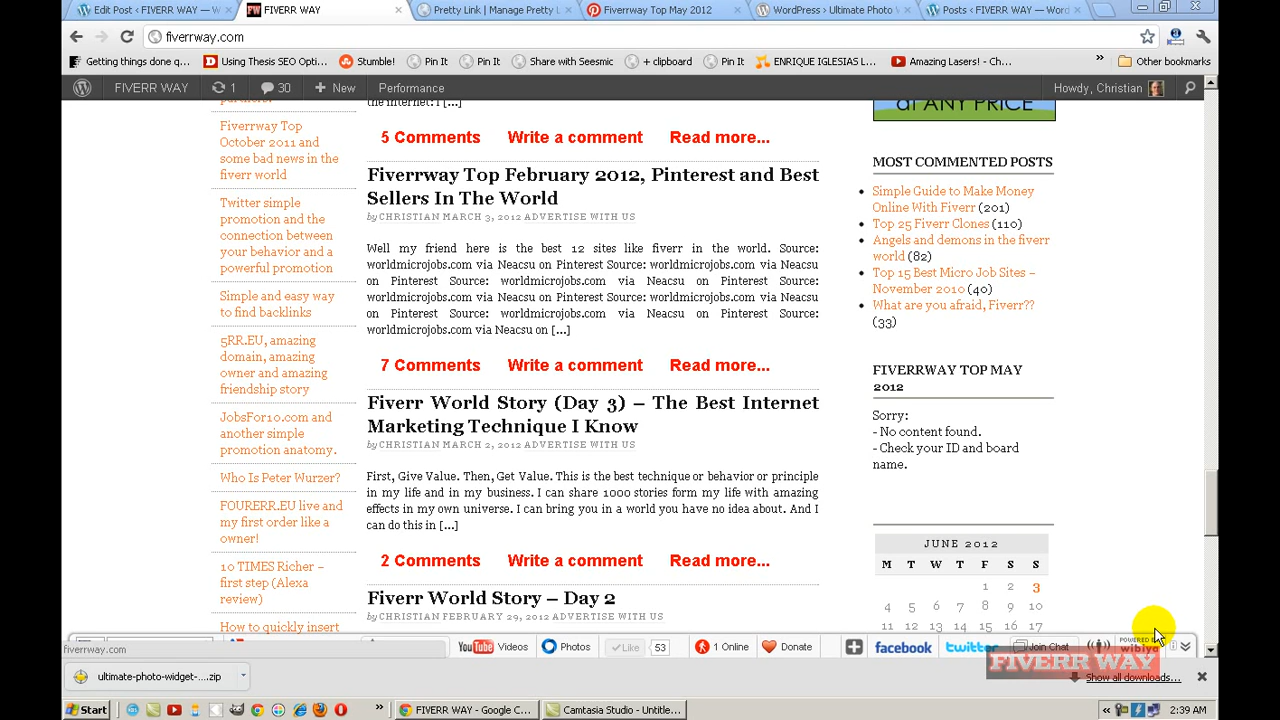 Edit Post ‹ FIVERR WAY — W
FIVERR WAY
Pretty Link | Manage Pretty L
Fiverrway Top May 2012
WordPress › Ultimate Photo
Posts ‹ FIVERR WAY — Word
fiverrway.com
Getting things done q...
Using Thesis SEO Opti...
Stumble!
Pin It
Pin It
Share with Seesmic
+ clipboard
Pin It
ENRIQUE IGLESIAS L...
Amazing Lasers! - Ch...
»
Other bookmarks
FIVERR WAY
1
30
+ New
Performance
Howdy, Christian
partners.
Fiverrway Top
October 2011 and
some bad news in the
fiverr world
Twitter simple
promotion and the
connection between
your behavior and a
powerful promotion
Simple and easy way
to find backlinks
5RR.EU, amazing
domain, amazing
owner and amazing
friendship story
JobsFor10.com and
another simple
promotion anatomy.
Who Is Peter Wurzer?
FOURERR.EU live and
my first order like a
owner!
10 TIMES Richer –
first step (Alexa
review)
How to quickly insert
the internet: I [...]
5 Comments
Write a comment
Read more...
Fiverrway Top February 2012, Pinterest and Best
Sellers In The World
by CHRISTIAN MARCH 3, 2012 ADVERTISE WITH US
Well my friend here is the best 12 sites like fiverr in the world. Source:
worldmicrojobs.com via Neacsu on Pinterest Source: worldmicrojobs.com via Neacsu
on Pinterest Source: worldmicrojobs.com via Neacsu on Pinterest Source:
worldmicrojobs.com via Neacsu on Pinterest Source: worldmicrojobs.com via Neacsu
on Pinterest Source: worldmicrojobs.com via Neacsu on Pinterest Source:
worldmicrojobs.com via Neacsu on [...]
7 Comments
Write a comment
Read more...
Fiverr World Story (Day 3) – The Best Internet
Marketing Technique I Know
by CHRISTIAN MARCH 2, 2012 ADVERTISE WITH US
First, Give Value. Then, Get Value. This is the best technique or behavior or principle
in my life and in my business. I can share 1000 stories form my life with amazing
effects in my own universe. I can bring you in a world you have no idea about. And I
can do this in [...]
2 Comments
Write a comment
Read more...
Fiverr World Story – Day 2
by CHRISTIAN FEBRUARY 29, 2012 ADVERTISE WITH US
at ANY PRICE
MOST COMMENTED POSTS
Simple Guide to Make Money
Online With Fiverr (201)
Top 25 Fiverr Clones (110)
Angels and demons in the fiverr
world (82)
Top 15 Best Micro Job Sites –
November 2010 (40)
What are you afraid, Fiverr??
(33)
FIVERRWAY TOP MAY
2012
Sorry:
- No content found.
- Check your ID and board
name.
JUNE 2012
M T W T F S S
1 2 3
4 5 6 7 8 9 10
11 12 13 14 15 16 17
fiverrway.com
YouTube Videos
Photos
Like
53
1 Online
Donate
facebook
twitter
Join Chat
POWERED BY
wibiya
FIVERR WAY
ultimate-photo-widget-....zip
Show all downloads...
Start
»
FIVERR WAY - Google C...
Camtasia Studio - Untitle...
«
2:39 AM